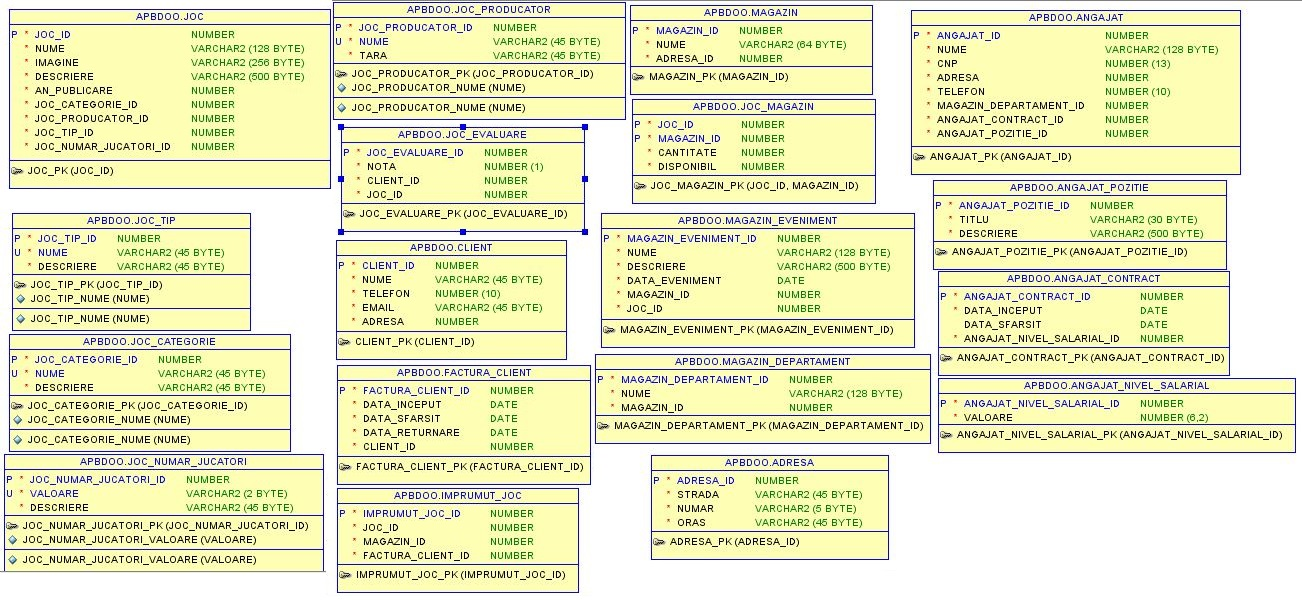 APBDOO.JOC
P * JOC_ID NUMBER
* NUME VARCHAR2 (128 BYTE)
* IMAGINE VARCHAR2 (256 BYTE)
* DESCRIERE VARCHAR2 (500 BYTE)
* AN_PUBLICARE NUMBER
* JOC_CATEGORIE_ID NUMBER
* JOC_PRODUCATOR_ID NUMBER
* JOC_TIP_ID NUMBER
* JOC_NUMAR_JUCATORI_ID NUMBER
JOC_PK (JOC_ID)
APBDOO.JOC_TIP
P * JOC_TIP_ID NUMBER
U * NUME VARCHAR2 (45 BYTE)
* DESCRIERE VARCHAR2 (45 BYTE)
JOC_TIP_PK (JOC_TIP_ID)
JOC_TIP_NUME (NUME)
JOC_TIP_NUME (NUME)
APBDOO.JOC_CATEGORIE
P * JOC_CATEGORIE_ID NUMBER
U * NUME VARCHAR2 (45 BYTE)
* DESCRIERE VARCHAR2 (45 BYTE)
JOC_CATEGORIE_PK (JOC_CATEGORIE_ID)
JOC_CATEGORIE_NUME (NUME)
JOC_CATEGORIE_NUME (NUME)
APBDOO.JOC_NUMAR_JUCATORI
P * JOC_NUMAR_JUCATORI_ID NUMBER
U * VALOARE VARCHAR2 (2 BYTE)
* DESCRIERE VARCHAR2 (45 BYTE)
JOC_NUMAR_JUCATORI_PK (JOC_NUMAR_JUCATORI_ID)
JOC_NUMAR_JUCATORI_VALOARE (VALOARE)
JOC_NUMAR_JUCATORI_VALOARE (VALOARE)
APBDOO.JOC_PRODUCATOR
P * JOC_PRODUCATOR_ID NUMBER
U * NUME VARCHAR2 (45 BYTE)
* TARA VARCHAR2 (45 BYTE)
JOC_PRODUCATOR_PK (JOC_PRODUCATOR_ID)
JOC_PRODUCATOR_NUME (NUME)
JOC_PRODUCATOR_NUME (NUME)
APBDOO.JOC_EVALUARE
P * JOC_EVALUARE_ID NUMBER
* NOTA NUMBER (1)
* CLIENT_ID NUMBER
* JOC_ID NUMBER
JOC_EVALUARE_PK (JOC_EVALUARE_ID)
APBDOO.CLIENT
P * CLIENT_ID NUMBER
* NUME VARCHAR2 (45 BYTE)
* TELEFON NUMBER (10)
* EMAIL VARCHAR2 (45 BYTE)
* ADRESA NUMBER
CLIENT_PK (CLIENT_ID)
APBDOO.FACTURA_CLIENT
P * FACTURA_CLIENT_ID NUMBER
* DATA_INCEPUT DATE
* DATA_SFARSIT DATE
* DATA_RETURNARE DATE
* CLIENT_ID NUMBER
FACTURA_CLIENT_PK (FACTURA_CLIENT_ID)
APBDOO.IMPRUMUT_JOC
P * IMPRUMUT_JOC_ID NUMBER
* JOC_ID NUMBER
* MAGAZIN_ID NUMBER
* FACTURA_CLIENT_ID NUMBER
IMPRUMUT_JOC_PK (IMPRUMUT_JOC_ID)
APBDOO.MAGAZIN
P * MAGAZIN_ID NUMBER
* NUME VARCHAR2 (64 BYTE)
* ADRESA_ID NUMBER
MAGAZIN_PK (MAGAZIN_ID)
APBDOO.JOC_MAGAZIN
P * JOC_ID NUMBER
P * MAGAZIN_ID NUMBER
* CANTITATE NUMBER
* DISPONIBIL NUMBER
JOC_MAGAZIN_PK (JOC_ID, MAGAZIN_ID)
APBDOO.MAGAZIN_EVENIMENT
P * MAGAZIN_EVENIMENT_ID NUMBER
* NUME VARCHAR2 (128 BYTE)
* DESCRIERE VARCHAR2 (500 BYTE)
* DATA_EVENIMENT DATE
* MAGAZIN_ID NUMBER
* JOC_ID NUMBER
MAGAZIN_EVENIMENT_PK (MAGAZIN_EVENIMENT_ID)
APBDOO.MAGAZIN_DEPARTAMENT
P * MAGAZIN_DEPARTAMENT_ID NUMBER
* NUME VARCHAR2 (128 BYTE)
* MAGAZIN_ID NUMBER
MAGAZIN_DEPARTAMENT_PK (MAGAZIN_DEPARTAMENT_ID)
APBDOO.ADRESA
P * ADRESA_ID NUMBER
* STRADA VARCHAR2 (45 BYTE)
* NUMAR VARCHAR2 (5 BYTE)
* ORAS VARCHAR2 (45 BYTE)
ADRESA_PK (ADRESA_ID)
APBDOO.ANGAJAT
P * ANGAJAT_ID NUMBER
* NUME VARCHAR2 (128 BYTE)
* CNP NUMBER (13)
* ADRESA NUMBER
* TELEFON NUMBER (10)
* MAGAZIN_DEPARTAMENT_ID NUMBER
* ANGAJAT_CONTRACT_ID NUMBER
* ANGAJAT_POZITIE_ID NUMBER
ANGAJAT_PK (ANGAJAT_ID)
APBDOO.ANGAJAT_POZITIE
P * ANGAJAT_POZITIE_ID NUMBER
* TITLU VARCHAR2 (30 BYTE)
* DESCRIERE VARCHAR2 (500 BYTE)
ANGAJAT_POZITIE_PK (ANGAJAT_POZITIE_ID)
APBDOO.ANGAJAT_CONTRACT
P * ANGAJAT_CONTRACT_ID NUMBER
* DATA_INCEPUT DATE
DATA_SFARSIT DATE
* ANGAJAT_NIVEL_SALARIAL_ID NUMBER
ANGAJAT_CONTRACT_PK (ANGAJAT_CONTRACT_ID)
APBDOO.ANGAJAT_NIVEL_SALARIAL
P * ANGAJAT_NIVEL_SALARIAL_ID NUMBER
* VALOARE NUMBER (6,2)
ANGAJAT_NIVEL_SALARIAL_PK (ANGAJAT_NIVEL_SALARIAL_ID)